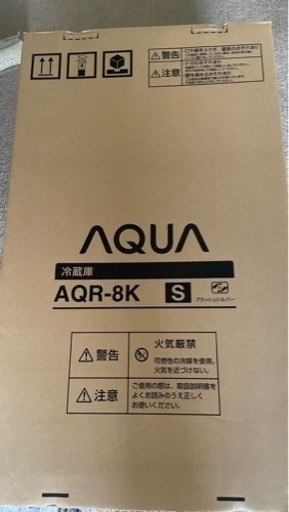 警告
注意
AQUA
冷蔵庫
AQR-8K S
ブラッシュシルバー
警告
火気厳禁
可燃性の冷媒を使用。
火気を近づけない。
注意
ご使用の際は、取扱説明書を
よくお読みのうえ正しく
お使いください。